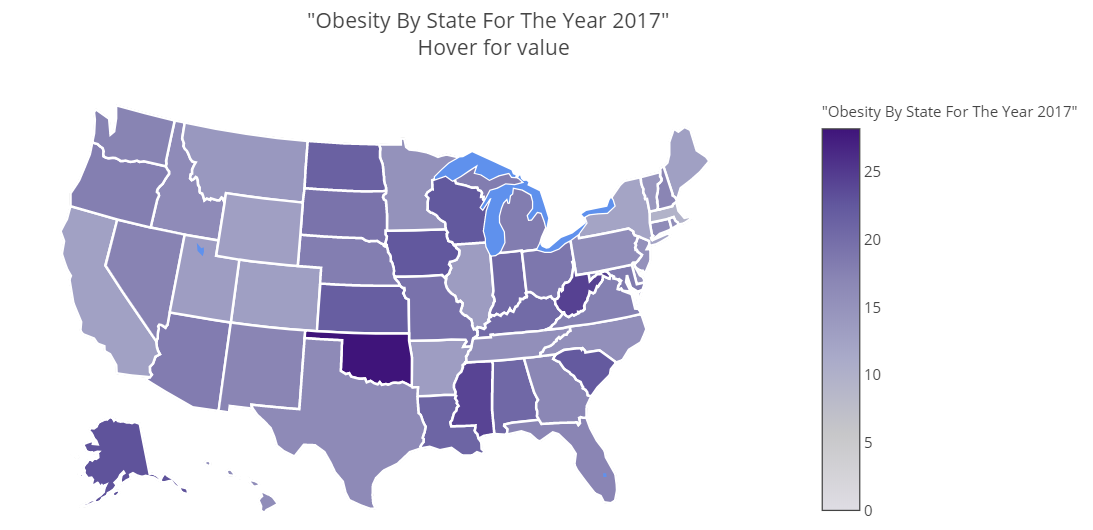 "Obesity By State For The Year 2017"
Hover for value
"Obesity By State For The Year 2017"
25
20
15
10
5
0